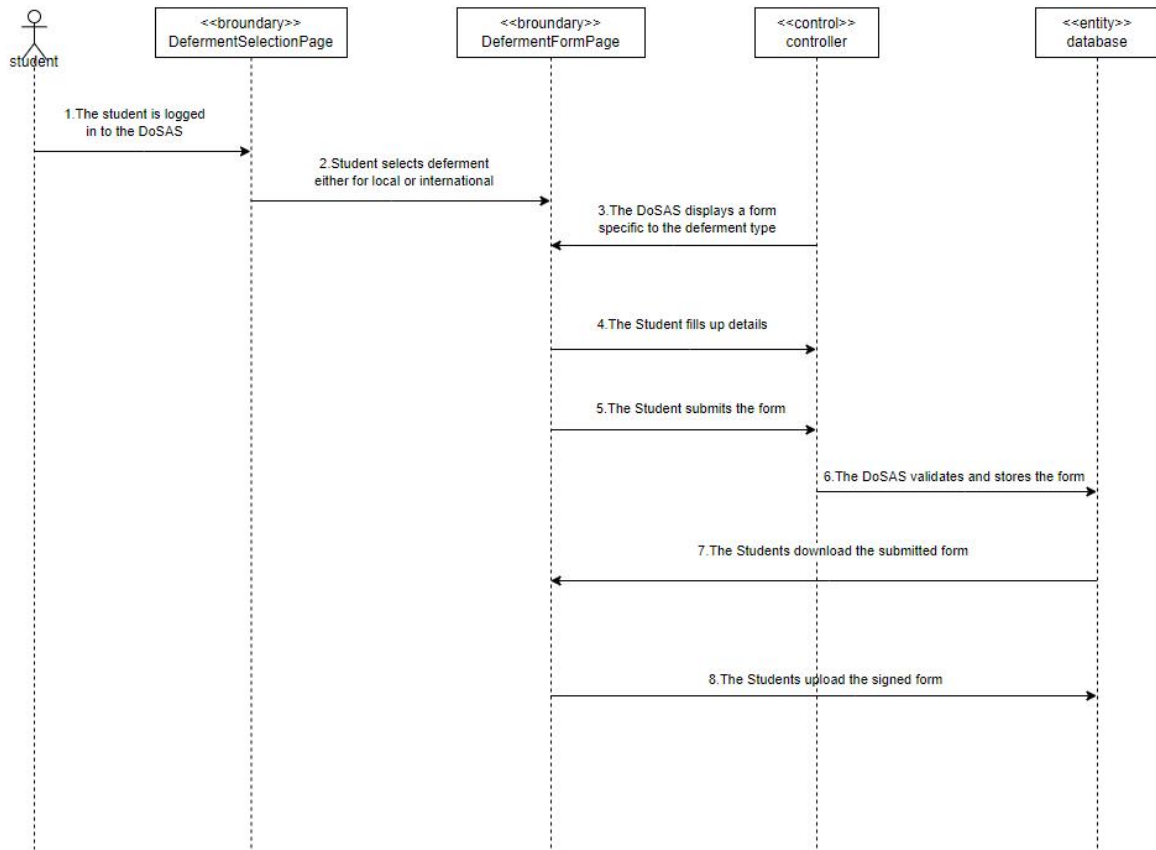 <<broundary>>
DefermentSelectionPage
<<broundary>>
DefermentFormPage
<<control>>
controller
<<entity>>
database
student
1.The student is logged
in to the DoSAS
2.Student selects deferment
either for local or international
3.The DoSAS displays a form
specific to the deferment type
4.The Student fills up details
5.The Student submits the form
6.The DoSAS validates and stores the form
7.The Students download the submitted form
8.The Students upload the signed form